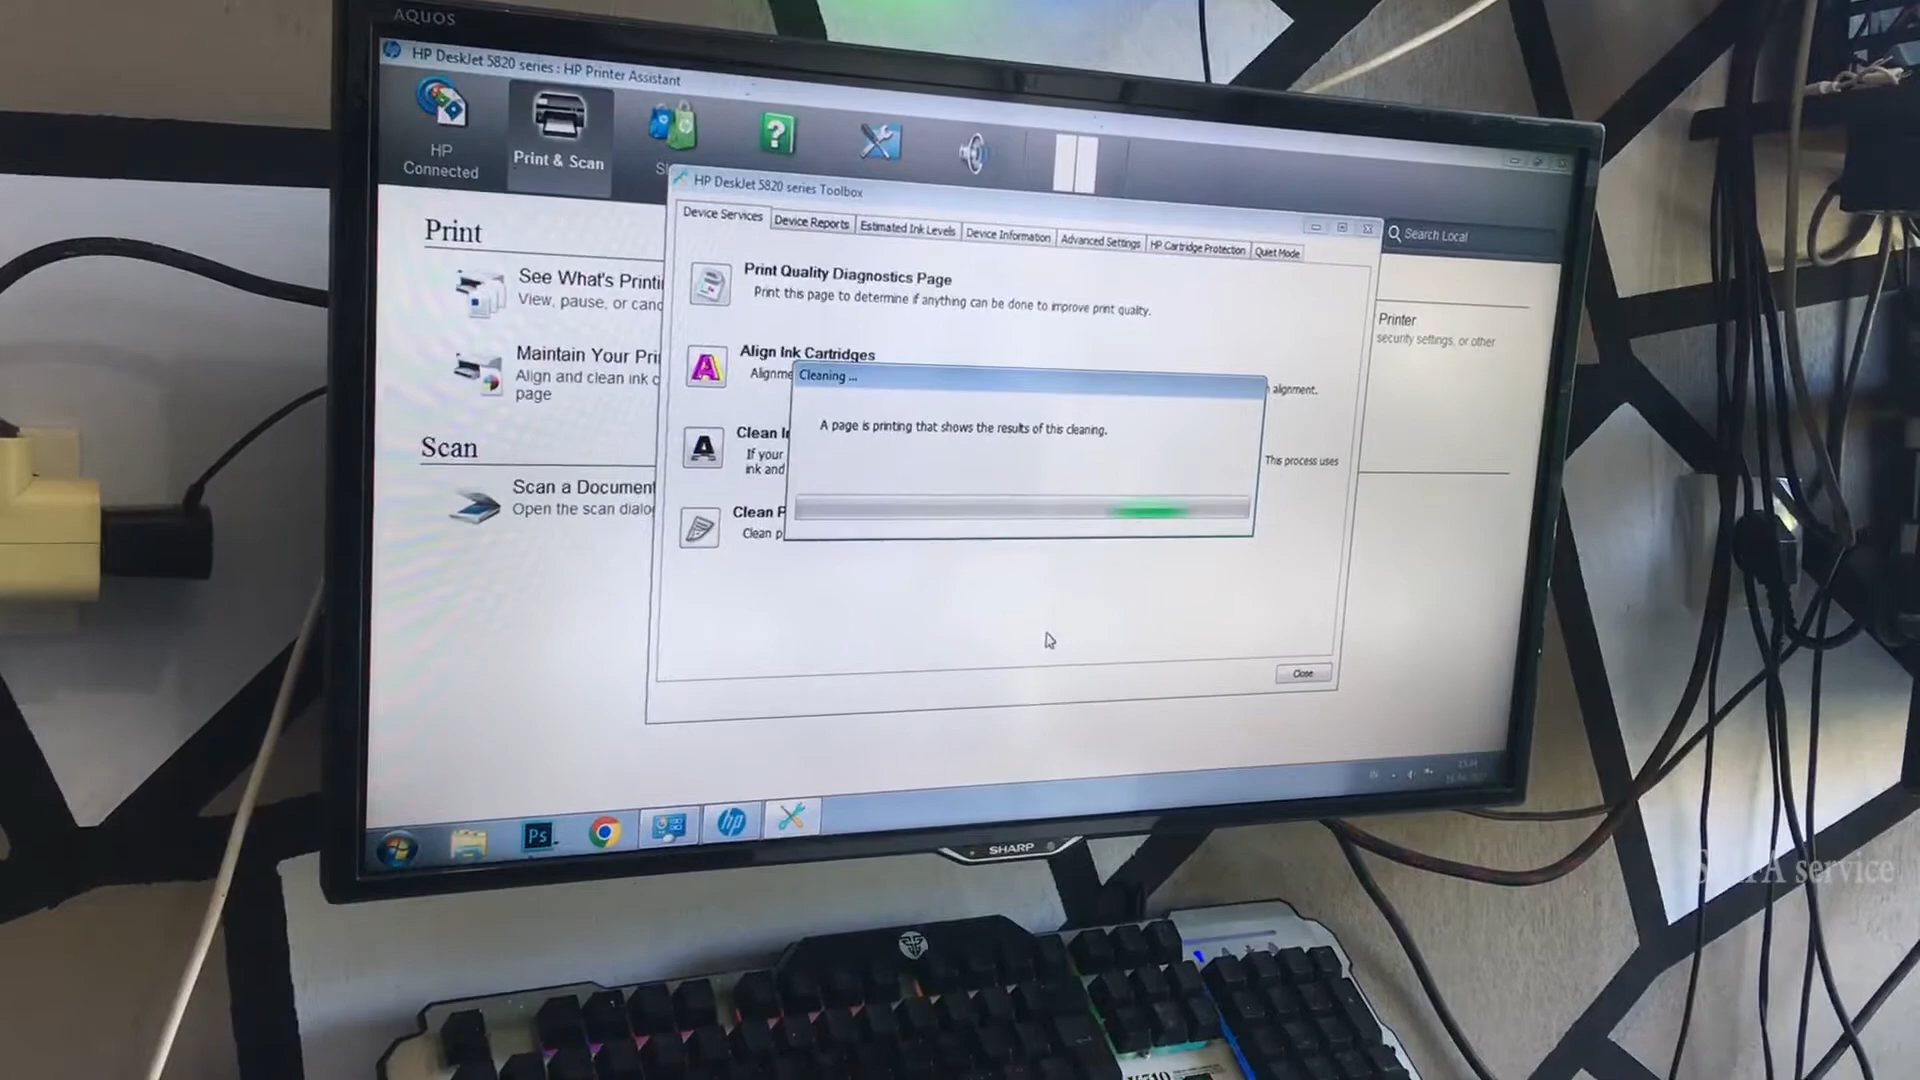 AQUOS
HP DeskJet 5820 series : HP Printer Assistant
HP
Connected
Print & Scan
HP DeskJet 5820 series Toolbox
Device Services
Device Reports
Estimated Ink Levels
Device Information
Advanced Settings
HP Cartridge Protection
Quiet Mode
Search Local
Print
See What's Printi
View, pause, or canc
Maintain Your Pri
Align and clean ink c
page
Scan
Scan a Document
Open the scan dialo
Print Quality Diagnostics Page
Print this page to determine if anything can be done to improve print quality.
Align Ink Cartridges
Alignme
alignment.
Clean I
If your
ink and
This process uses
Clean P
Clean p
Cleaning ...
A page is printing that shows the results of this cleaning.
Printer
security settings, or other
Close
Ps
hp
SHARP
service